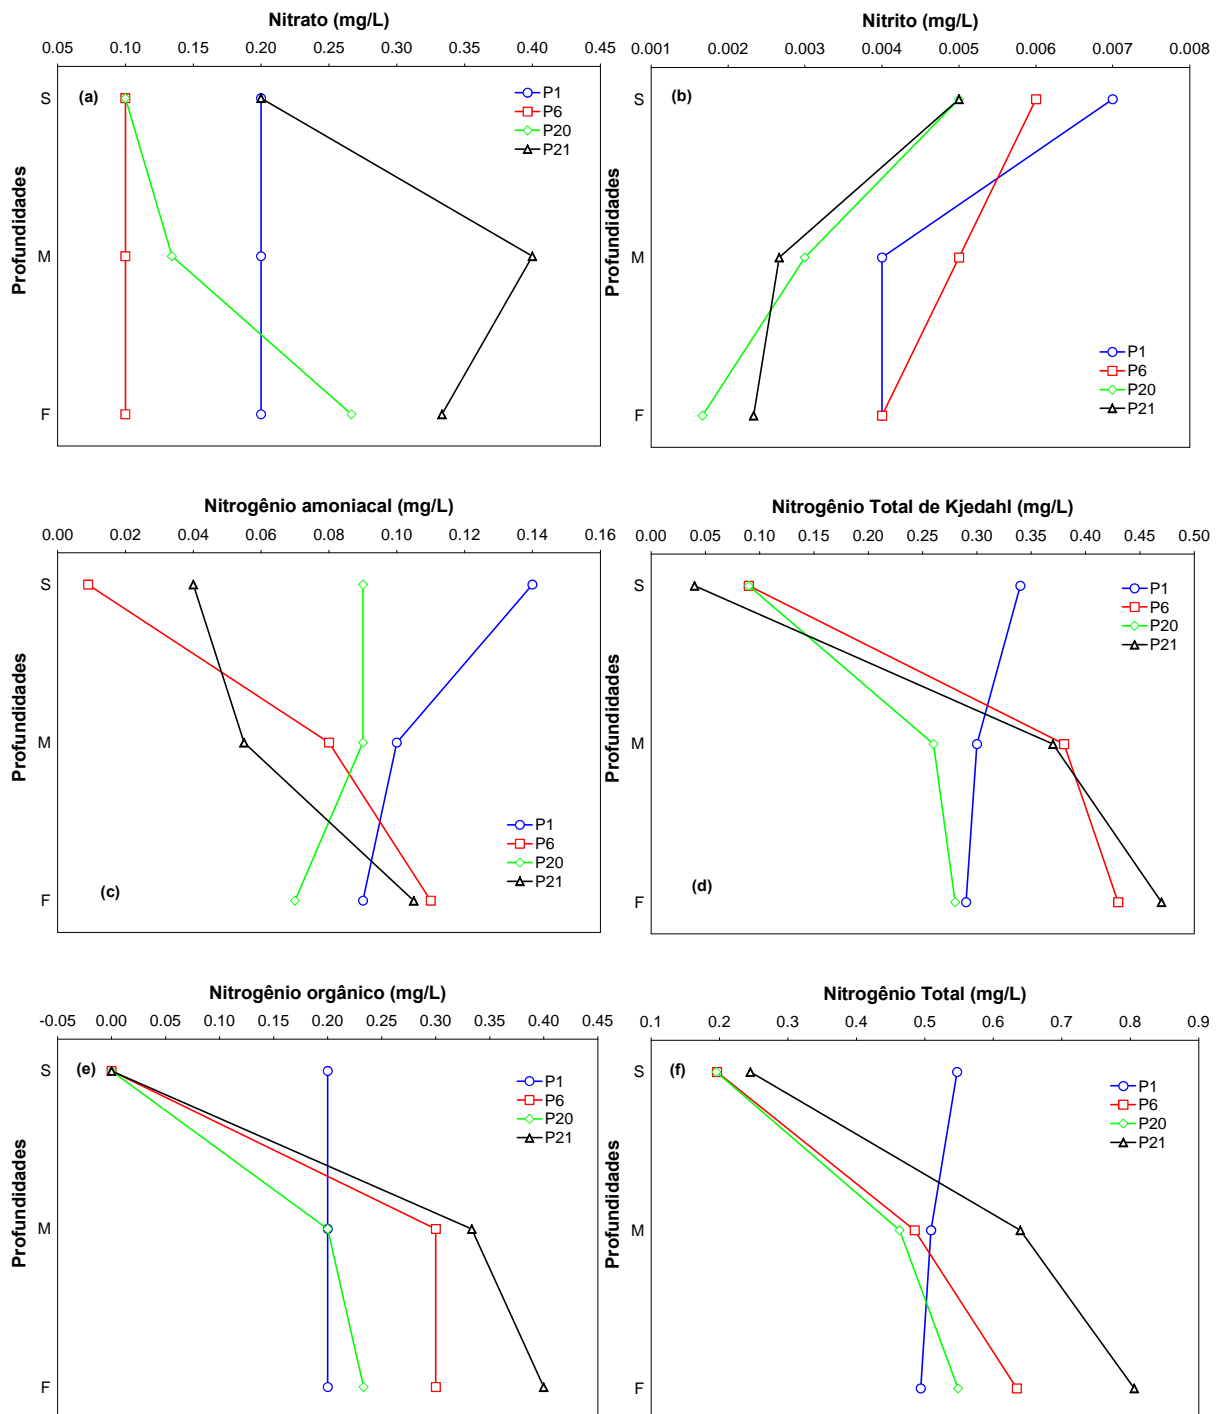 Nitrato (mg/L)
0.05 0.10 0.15 0.20 0.25 0.30 0.35 0.40 0.45
Profundidades
S
M
F
(a)
P1
P6
P20
P21
Nitrito (mg/L)
0.001 0.002 0.003 0.004 0.005 0.006 0.007 0.008
Profundidades
S
M
F
(b)
P1
P6
P20
P21
Nitrogênio amoniacal (mg/L)
0.00 0.02 0.04 0.06 0.08 0.10 0.12 0.14 0.16
Profundidades
S
M
F
(c)
P1
P6
P20
P21
Nitrogênio Total de Kjedahl (mg/L)
0.00 0.05 0.10 0.15 0.20 0.25 0.30 0.35 0.40 0.45 0.50
Profundidades
S
M
F
(d)
P1
P6
P20
P21
Nitrogênio orgânico (mg/L)
-0.05 0.00 0.05 0.10 0.15 0.20 0.25 0.30 0.35 0.40 0.45
Profundidades
S
M
F
(e)
P1
P6
P20
P21
Nitrogênio Total (mg/L)
0.1 0.2 0.3 0.4 0.5 0.6 0.7 0.8 0.9
Profundidades
S
M
F
(f)
P1
P6
P20
P21